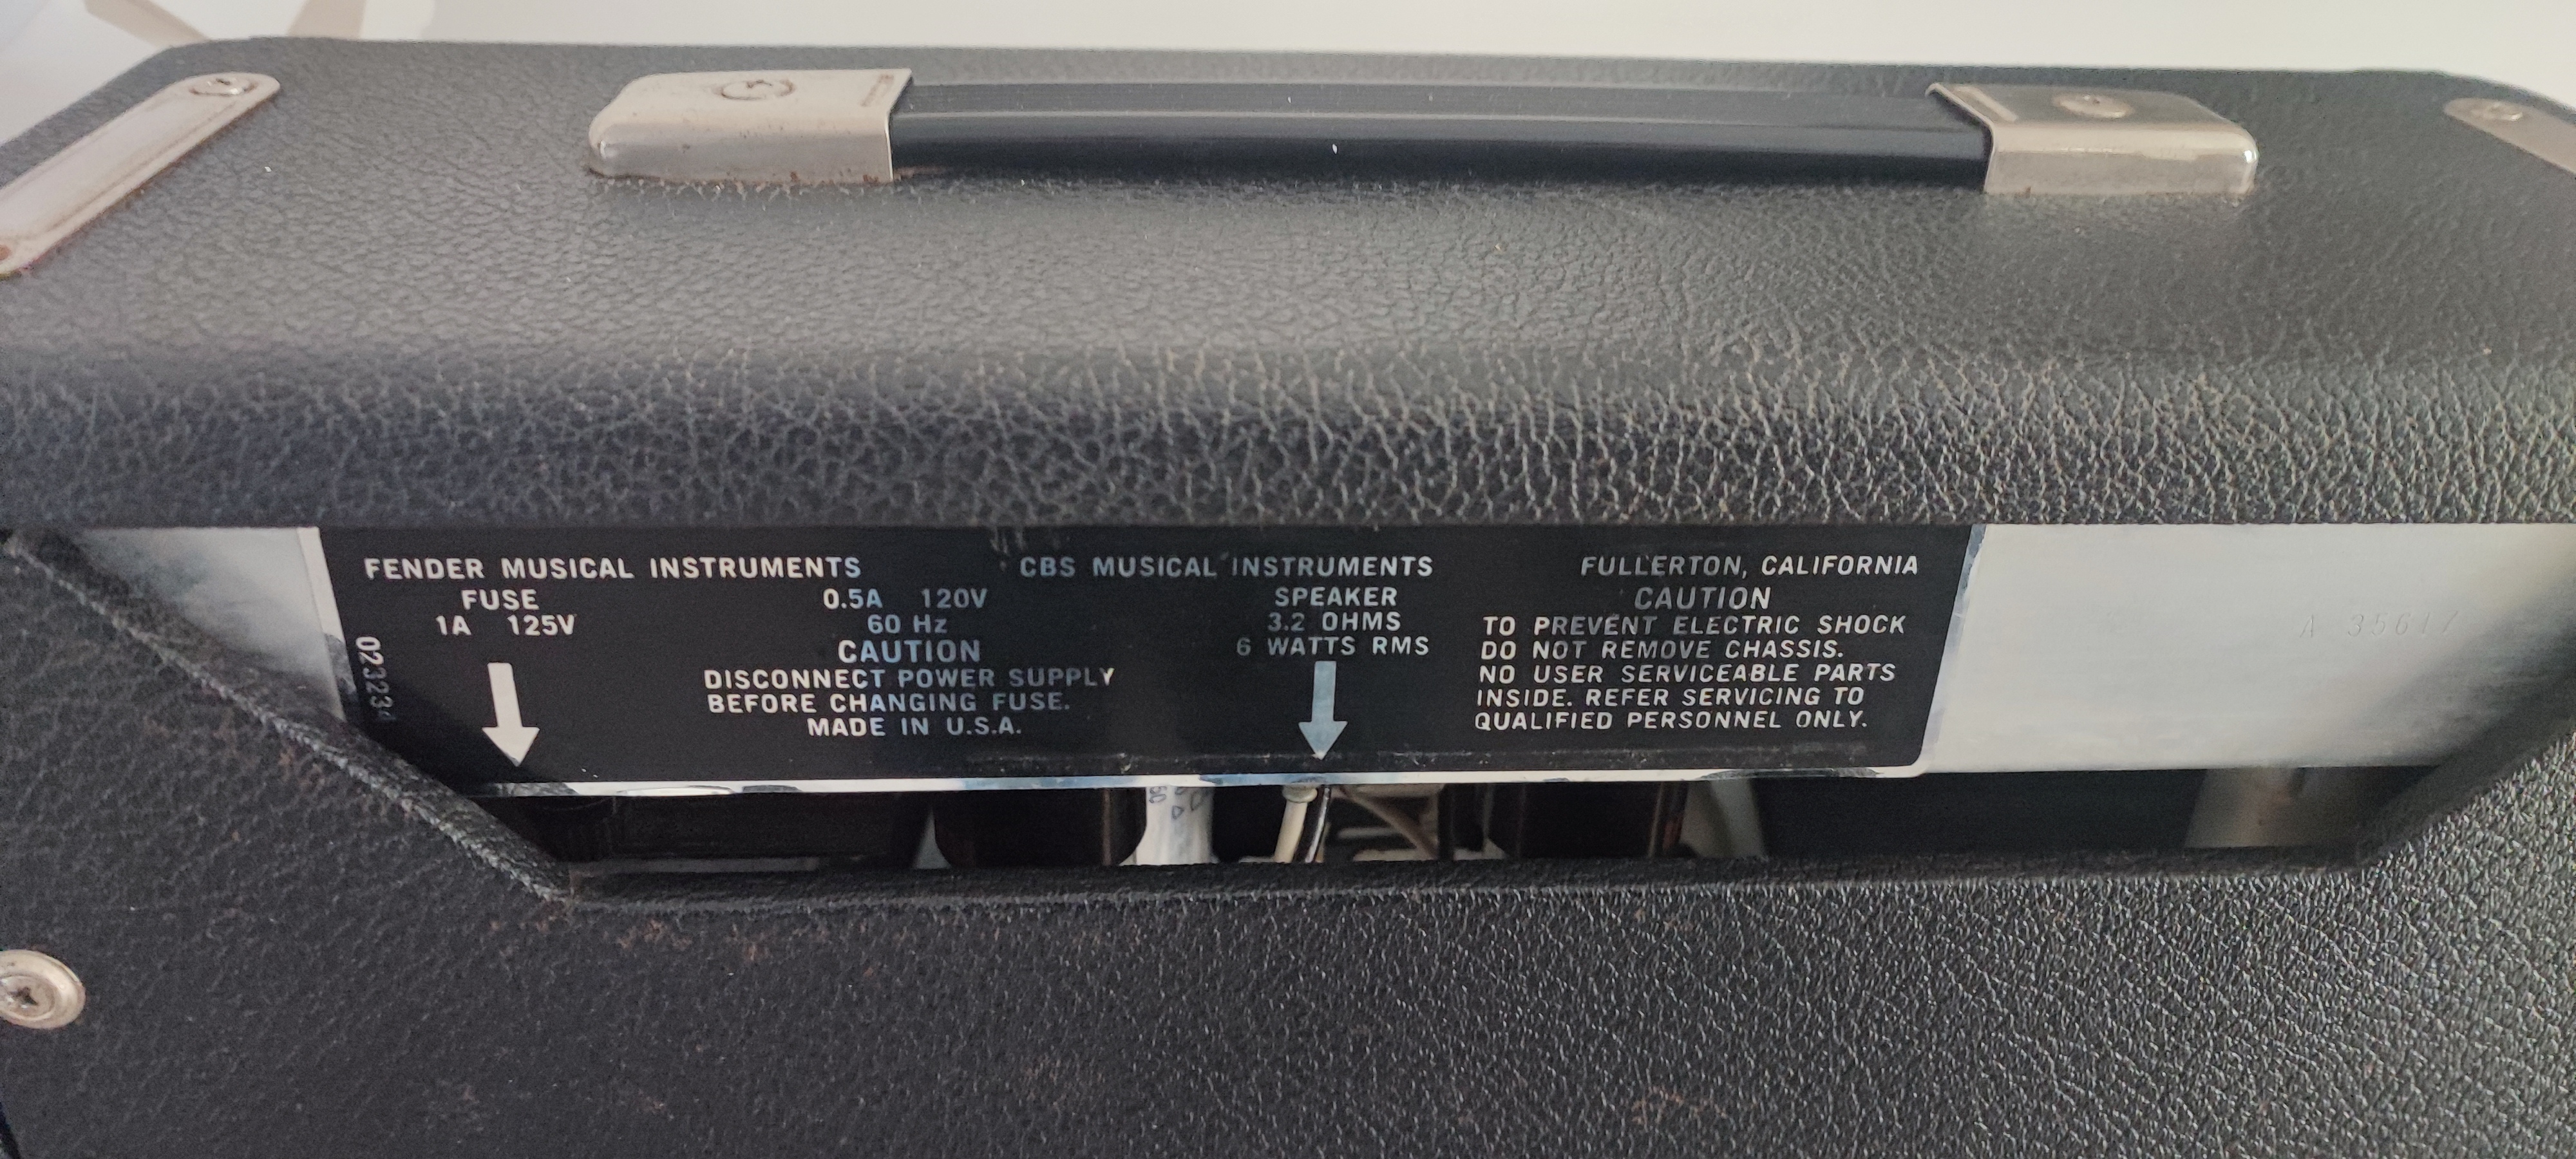 FENDER MUSICAL INSTRUMENTS CBS MUSICAL INSTRUMENTS FULLERTON, CALIFORNIA
FUSE
1A 125V
023234
0.5A 120V
60 Hz
CAUTION
DISCONNECT POWER SUPPLY
BEFORE CHANGING FUSE.
MADE IN U.S.A.
SPEAKER
3.2 OHMS
6 WATTS RMS
CAUTION
TO PREVENT ELECTRIC SHOCK
DO NOT REMOVE CHASSIS.
NO USER SERVICEABLE PARTS
INSIDE. REFER SERVICING TO
QUALIFIED PERSONNEL ONLY.
A 35617